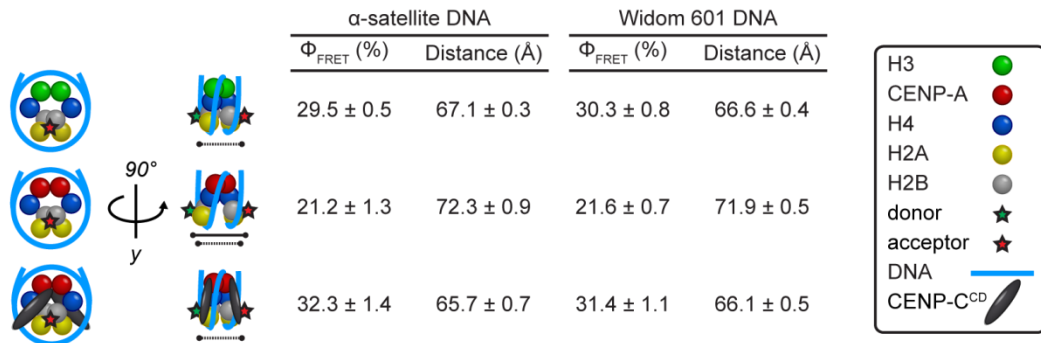 α-satellite DNA Widom 601 DNA
ΦFRET (%) Distance (Å) ΦFRET (%) Distance (Å)
29.5 ± 0.5 67.1 ± 0.3 30.3 ± 0.8 66.6 ± 0.4
90°
y
21.2 ± 1.3 72.3 ± 0.9 21.6 ± 0.7 71.9 ± 0.5
32.3 ± 1.4 65.7 ± 0.7 31.4 ± 1.1 66.1 ± 0.5
H3
CENP-A
H4
H2A
H2B
donor
acceptor
DNA
CENP-CCD